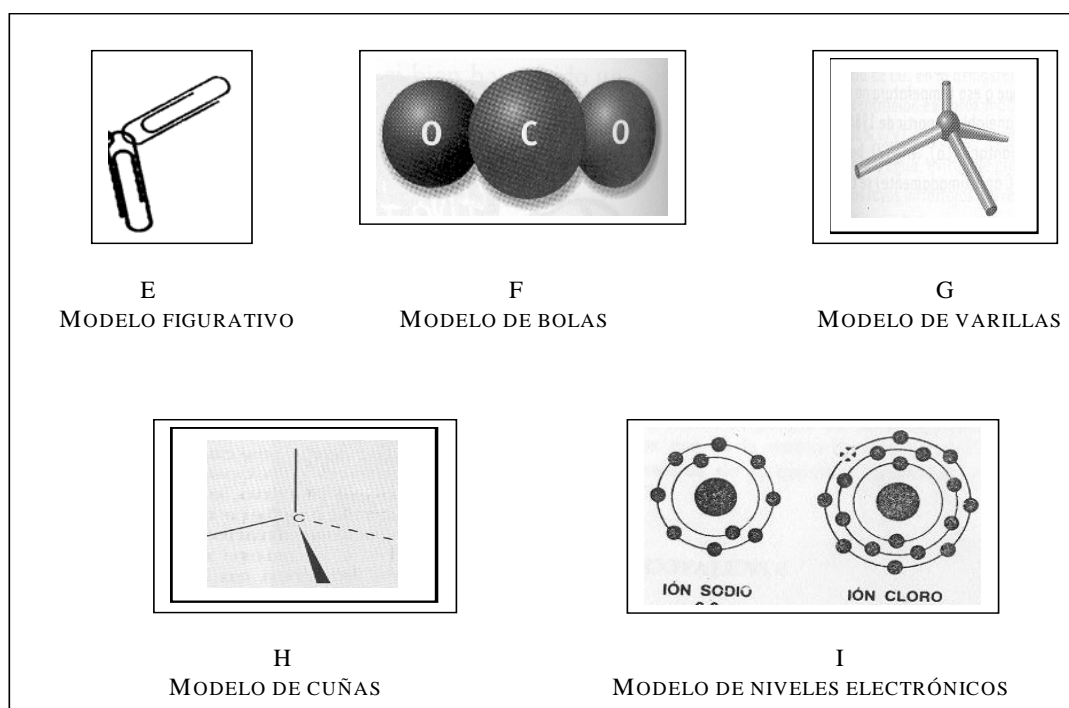 O C O
E
MODELO FIGURATIVO
F
MODELO DE BOLAS
G
MODELO DE VARILLAS
C
IÓN SODIO
IÓN CLORO
H
MODELO DE CUÑAS
I
MODELO DE NIVELES ELECTRÓNICOS